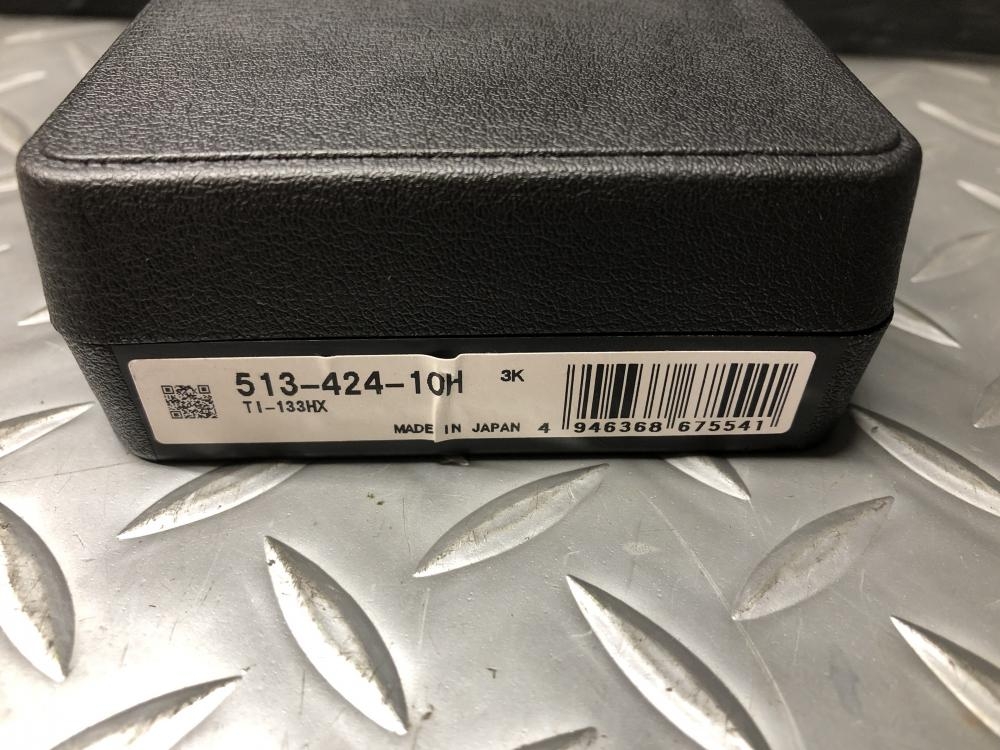 513-424-10H 3K
TI-133HX
MADE IN JAPAN 4 946368 675541